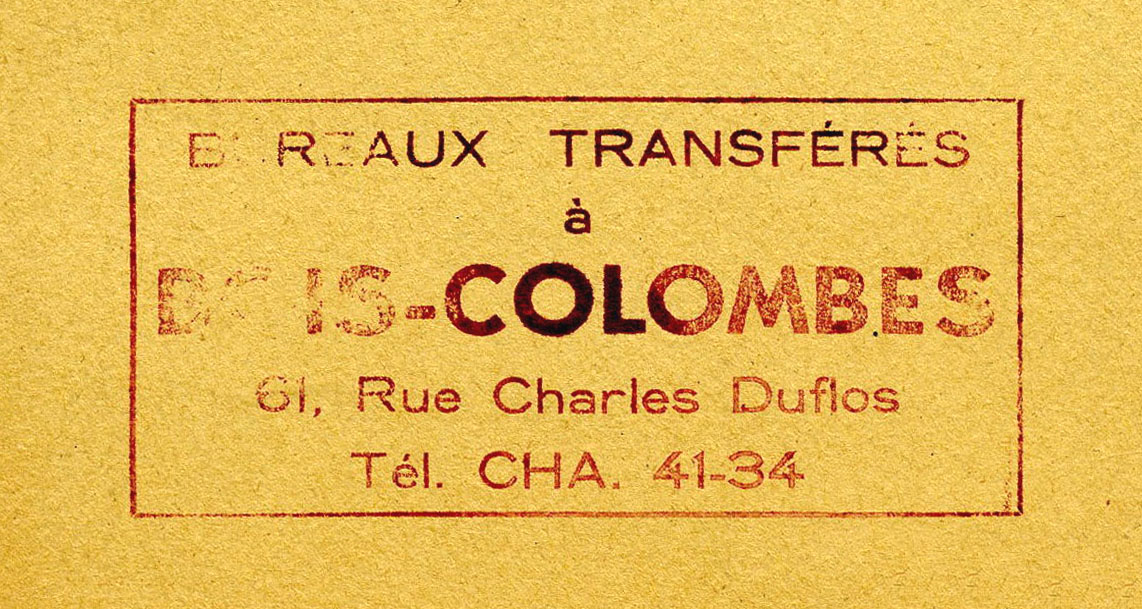 BUREAUX TRANSFÉRÉS
à
BOIS-COLOMBES
61, Rue Charles Duflos
Tél. CHA. 41-34